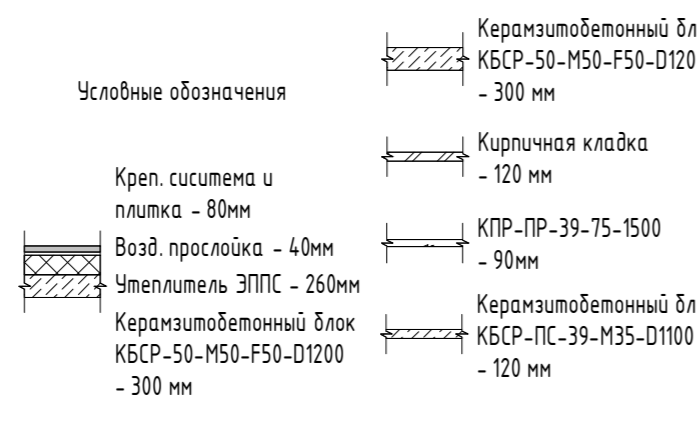 Условные обозначения
Креп. сиситема и
плитка - 80мм
Возд. прослойка - 40мм
Утеплитель ЭППС - 260мм
Керамзитобетонный блок
КБСР-50-М50-F50-D1200
- 300 мм
Керамзитобетонный бл
КБСР-50-М50-F50-D120
- 300 мм
Кирпичная кладка
- 120 мм
КПР-ПР-39-75-1500
- 90мм
Керамзитобетонный бл
КБСР-ПС-39-М35-D1100
- 120 мм